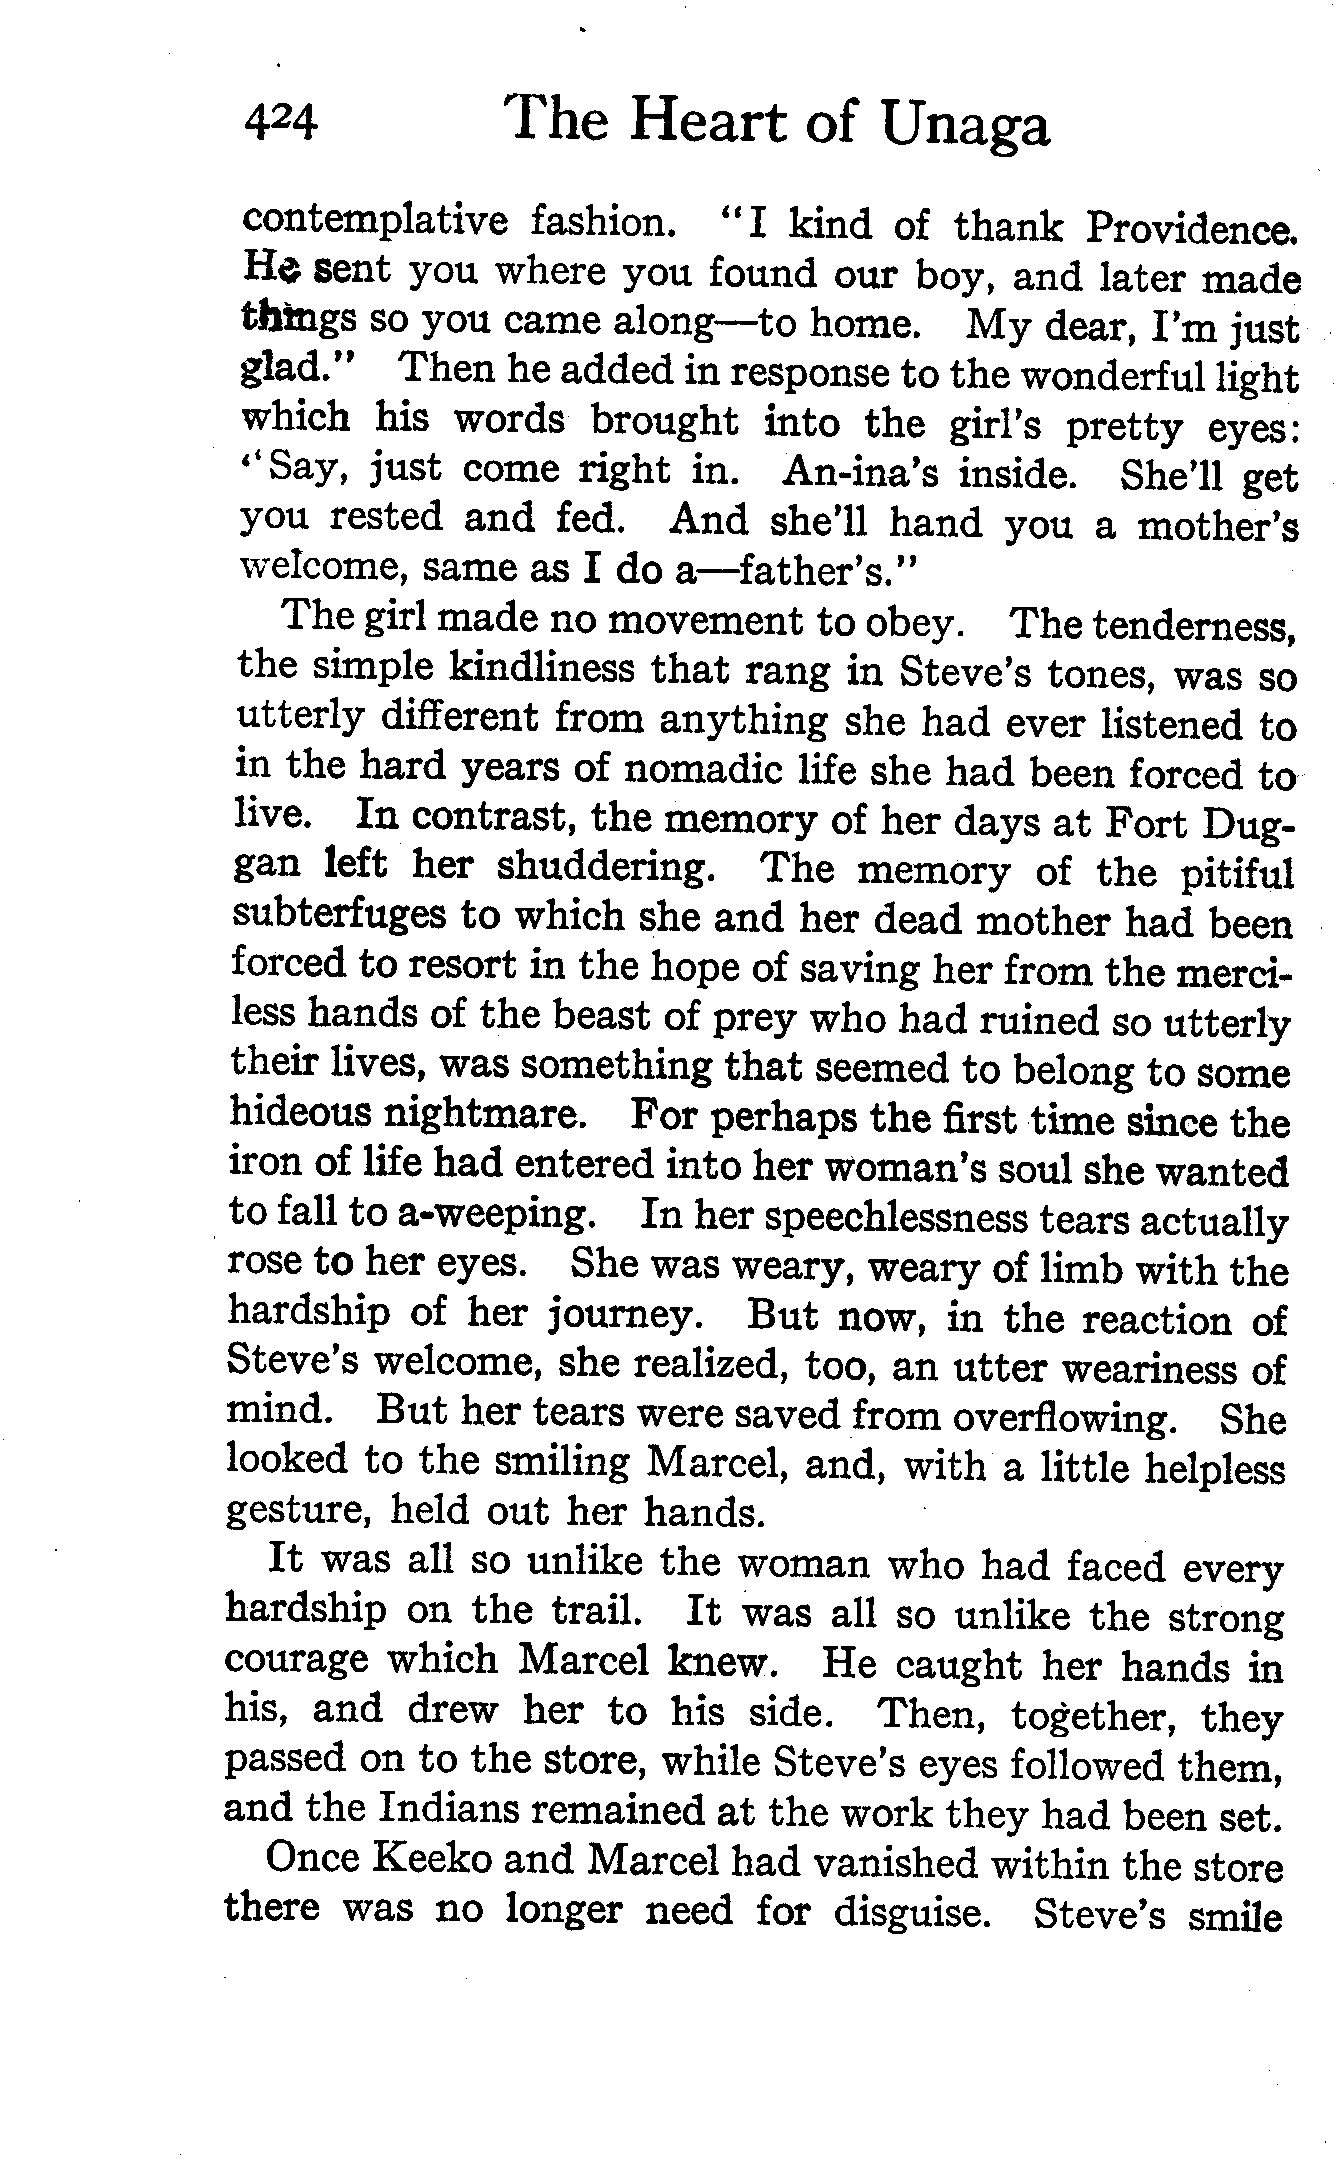 424 The Heart of Unaga
contemplative fashion. "I kind of thank Providence.
He sent you where you found our boy, and later made
things so you came along—to home. My dear, I'm just
glad." Then he added in response to the wonderful light
which his words brought into the girl's pretty eyes:
"Say, just come right in. An-ina's inside. She'll get
you rested and fed. And she'll hand you a mother's
welcome, same as I do a—father's."
The girl made no movement to obey. The tenderness,
the simple kindliness that rang in Steve's tones, was so
utterly different from anything she had ever listened to
in the hard years of nomadic life she had been forced to
live. In contrast, the memory of her days at Fort Dug-
gan left her shuddering. The memory of the pitiful
subterfuges to which she and her dead mother had been
forced to resort in the hope of saving her from the merci-
less hands of the beast of prey who had ruined so utterly
their lives, was something that seemed to belong to some
hideous nightmare. For perhaps the first time since the
iron of life had entered into her woman's soul she wanted
to fall to a-weeping. In her speechlessness tears actually
rose to her eyes. She was weary, weary of limb with the
hardship of her journey. But now, in the reaction of
Steve's welcome, she realized, too, an utter weariness of
mind. But her tears were saved from overflowing. She
looked to the smiling Marcel, and, with a little helpless
gesture, held out her hands.
It was all so unlike the woman who had faced every
hardship on the trail. It was all so unlike the strong
courage which Marcel knew. He caught her hands in
his, and drew her to his side. Then, together, they
passed on to the store, while Steve's eyes followed them,
and the Indians remained at the work they had been set.
Once Keeko and Marcel had vanished within the store
there was no longer need for disguise. Steve's smile